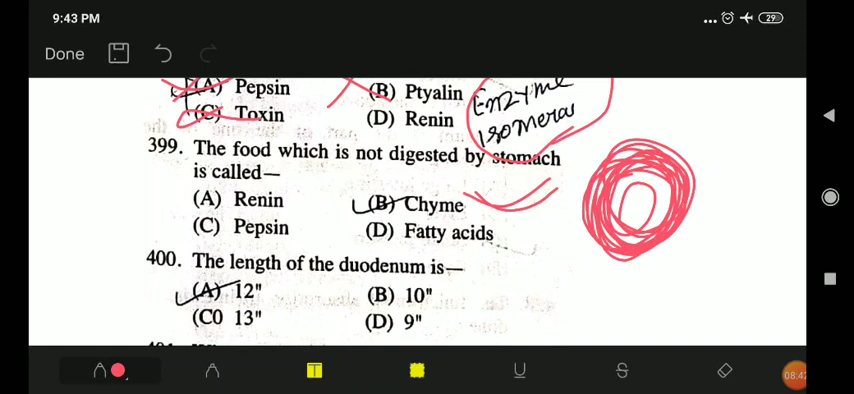 9:43 PM
29
Done
(A) Pepsin
(B) Ptyalin
Enzyme
(C) Toxin
(D) Renin
399. The food which is not digested by stomach
is called—
(A) Renin
(B) Chyme
(C) Pepsin
(D) Fatty acids
400. The length of the duodenum is—
(A) 12"
(B) 10"
(C0 13"
(D) 9"
T
U
S
08:42